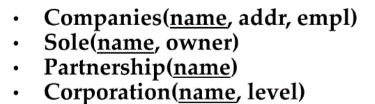 • Companies(name, addr, empl)
• Sole(name, owner)
• Partnership(name)
• Corporation(name, level)